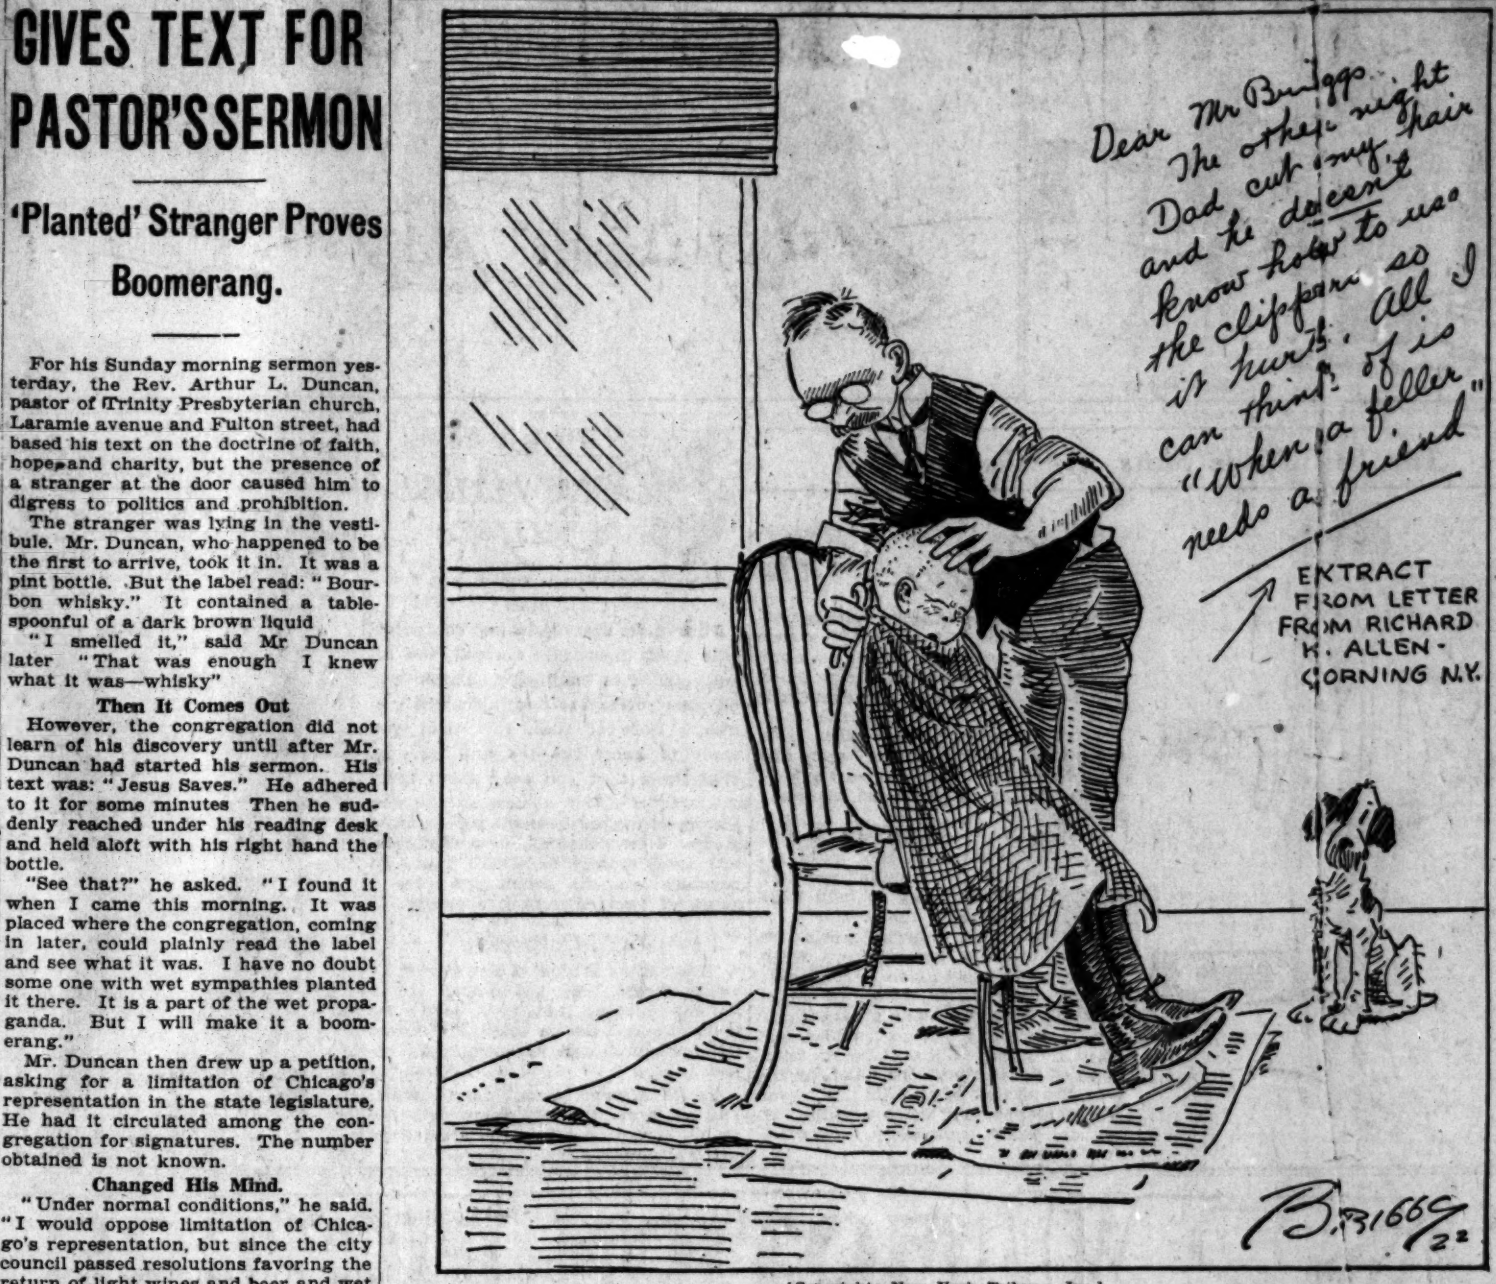 GIVES TEXT FOR
PASTOR'S SERMON
'Planted' Stranger Proves
Boomerang.
For his Sunday morning sermon yes-
terday, the Rev. Arthur L. Duncan,
pastor of Trinity Presbyterian church,
Laramie avenue and Fulton street, had
based his text on the doctrine of faith,
hope and charity, but the presence of
a stranger at the door caused him to
digress to politics and prohibition.
The stranger was lying in the vesti-
bule. Mr. Duncan, who happened to be
the first to arrive, took it in. It was a
pint bottle. But the label read: "Bour-
bon whisky." It contained a table-
spoonful of a dark brown liquid
"I smelled it," said Mr Duncan
later "That was enough I knew
what it was—whisky"
Then It Comes Out
However, the congregation did not
learn of his discovery until after Mr.
Duncan had started his sermon. His
text was: "Jesus Saves." He adhered
to it for some minutes Then he sud-
denly reached under his reading desk
and held aloft with his right hand the
bottle.
"See that?" he asked. "I found it
when I came this morning. It was
placed where the congregation, coming
in later, could plainly read the label
and see what it was. I have no doubt
some one with wet sympathies planted
it there. It is a part of the wet propa-
ganda. But I will make it a boom-
erang."
Mr. Duncan then drew up a petition,
asking for a limitation of Chicago's
representation in the state legislature.
He had it circulated among the con-
gregation for signatures. The number
obtained is not known.
Changed His Mind.
"Under normal conditions," he said.
"I would oppose limitation of Chica-
go's representation, but since the city
council passed resolutions favoring the
return of light wines and beer and wet
Dear Mr Briggs
The other night
Dad cut my hair
and he doesn't
know how to use
the clippers so
it hurts. All I
can think of is
"When a feller
needs a friend"
EXTRACT
FROM LETTER
FROM RICHARD
K. ALLEN-
CORNING N.Y.
BRIGGS
22